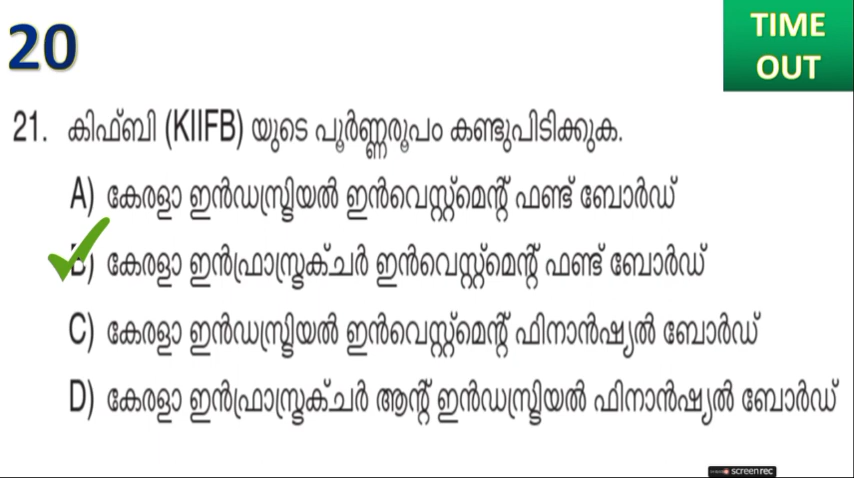 20
TIME
OUT
21. കിഫ്ബി (KIIFB) യുടെ പൂർണ്ണരൂപം കണ്ടുപിടിക്കുക.
A) കേരളാ ഇൻഡസ്ട്രിയൽ ഇൻവെസ്റ്റ്മെന്റ് ഫണ്ട് ബോർഡ്
B) കേരളാ ഇൻഫ്രാസ്ട്രക്ചർ ഇൻവെസ്റ്റ്മെന്റ് ഫണ്ട് ബോർഡ്
C) കേരളാ ഇൻഡസ്ട്രിയൽ ഇൻവെസ്റ്റ്മെന്റ് ഫിനാൻഷ്യൽ ബോർഡ്
D) കേരളാ ഇൻഫ്രാസ്ട്രക്ചർ ആന്റ് ഇൻഡസ്ട്രിയൽ ഫിനാൻഷ്യൽ ബോർഡ്
screenrec